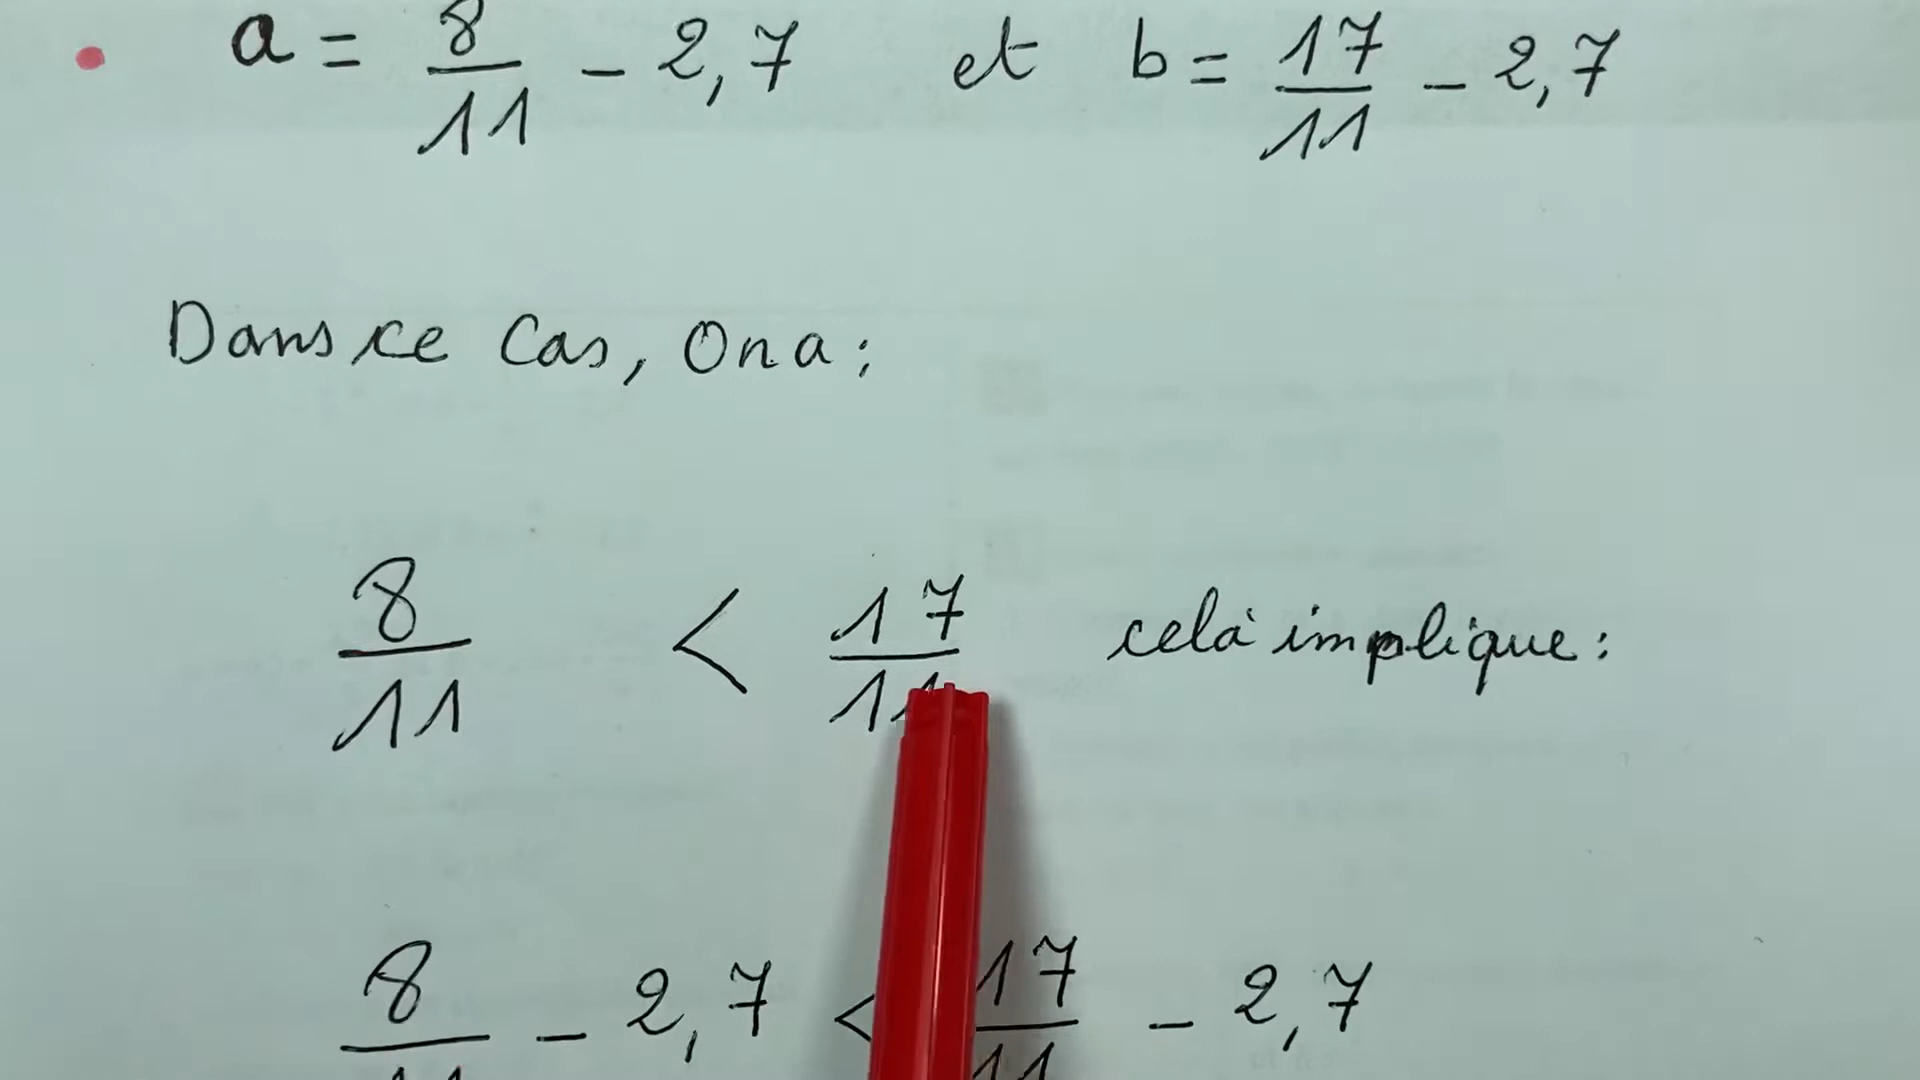 a = 8/11 - 2,7 et b = 17/11 - 2,7
Dans ce Cas, On a :
8/11 < 17/11 celà implique :
8/11 - 2,7 < 17/11 - 2,7